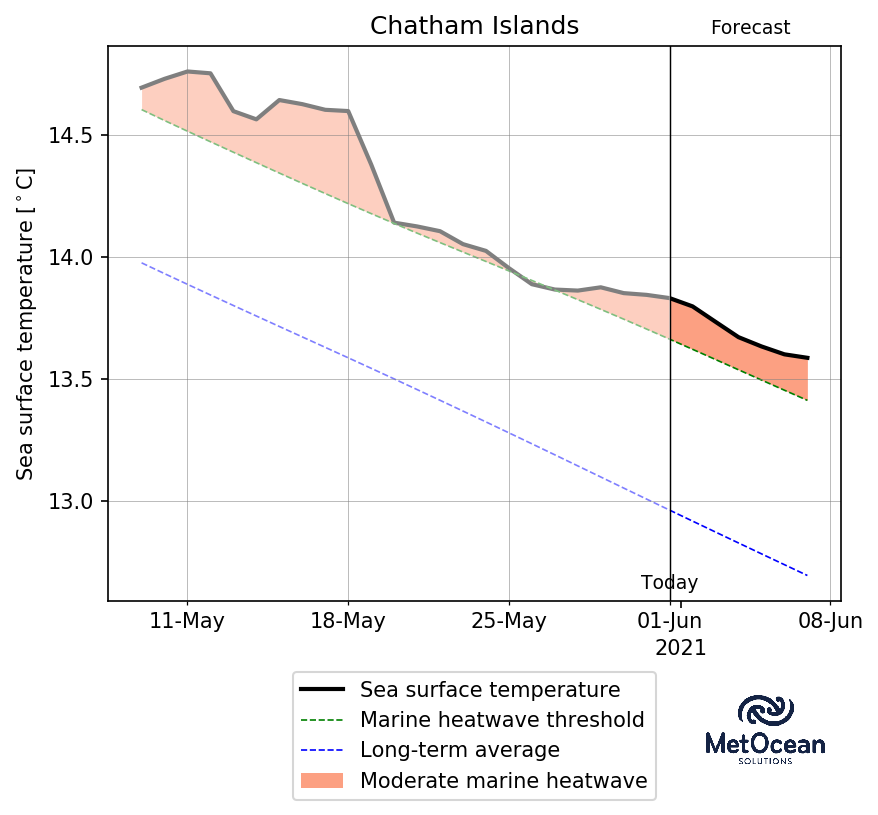 Chatham Islands
Forecast
Sea surface temperature [°C]
14.5
14.0
13.5
13.0
Today
11-May 18-May 25-May 01-Jun 08-Jun
2021
Sea surface temperature
Marine heatwave threshold
Long-term average
Moderate marine heatwave
MetOcean
SOLUTIONS